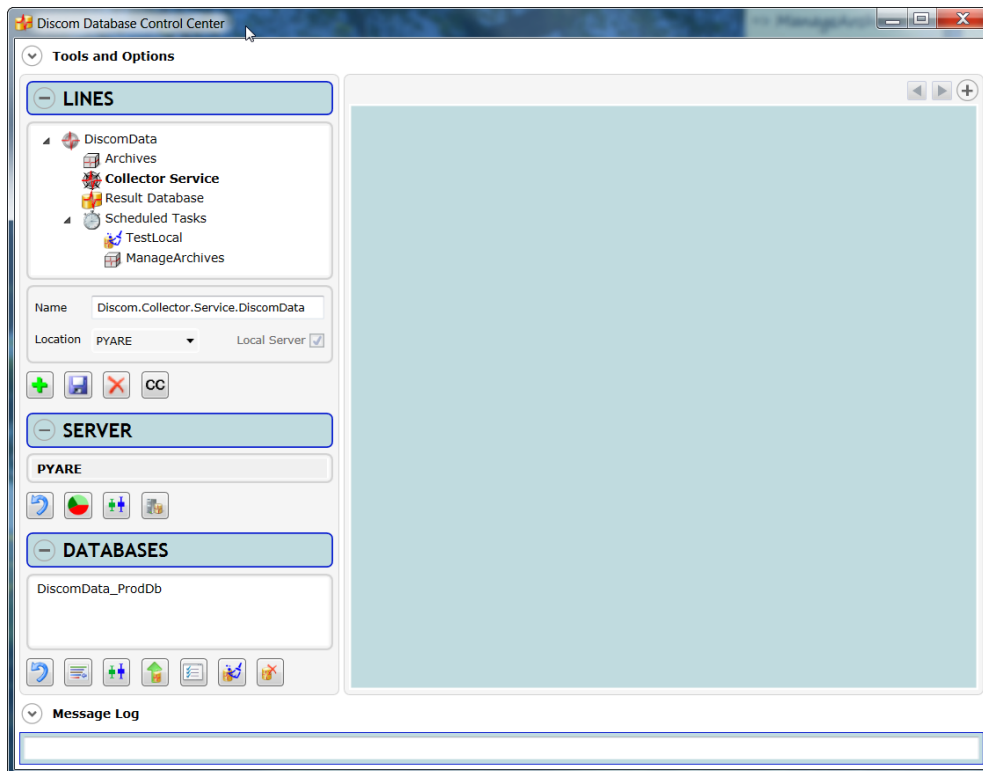 Discom Database Control Center
Tools and Options
LINES
DiscomData
Archives
Collector Service
Result Database
Scheduled Tasks
TestLocal
ManageArchives
Name Discom.Collector.Service.DiscomData
Location PYARE Local Server
CC
SERVER
PYARE
DATABASES
DiscomData_ProdDb
Message Log